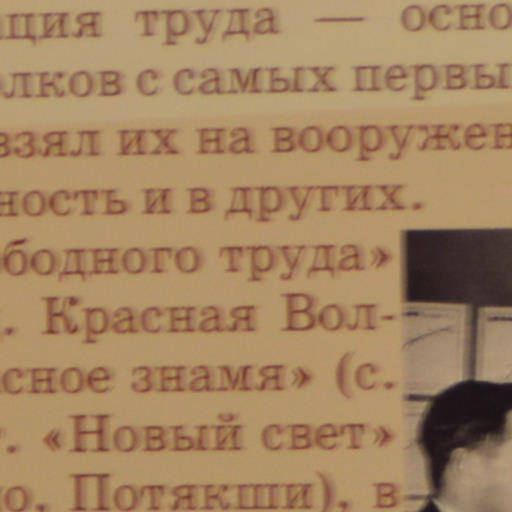 ация труда — осно
олков с самых первы
взял их на вооружен
ность и в других.
ободного труда»
. Красная Вол-
сное знамя» (с.
. «Новый свет»
о, Потякши), в